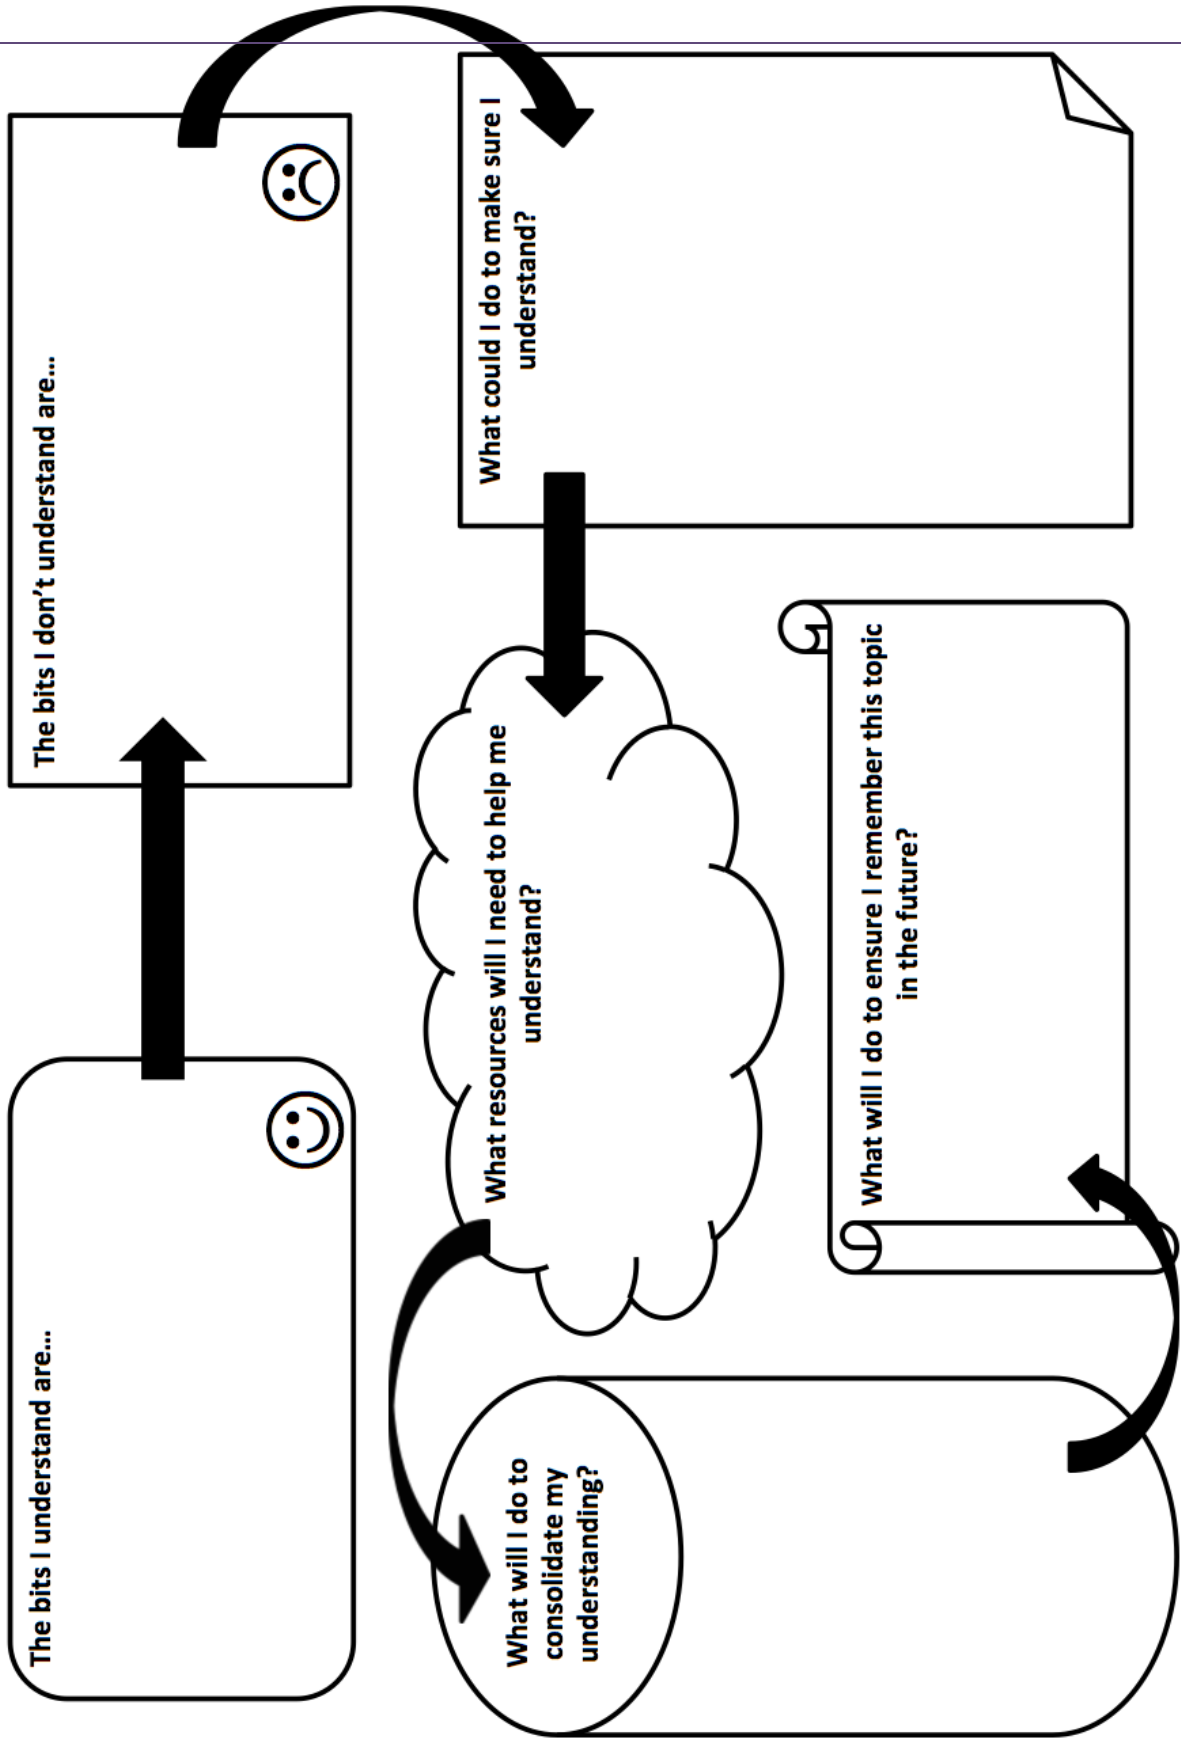 The bits I understand are...
The bits I don’t understand are...
What could I do to make sure I
understand?
What resources will I need to help me
understand?
What will I do to
consolidate my
understanding?
What will I do to ensure I remember this topic
in the future?